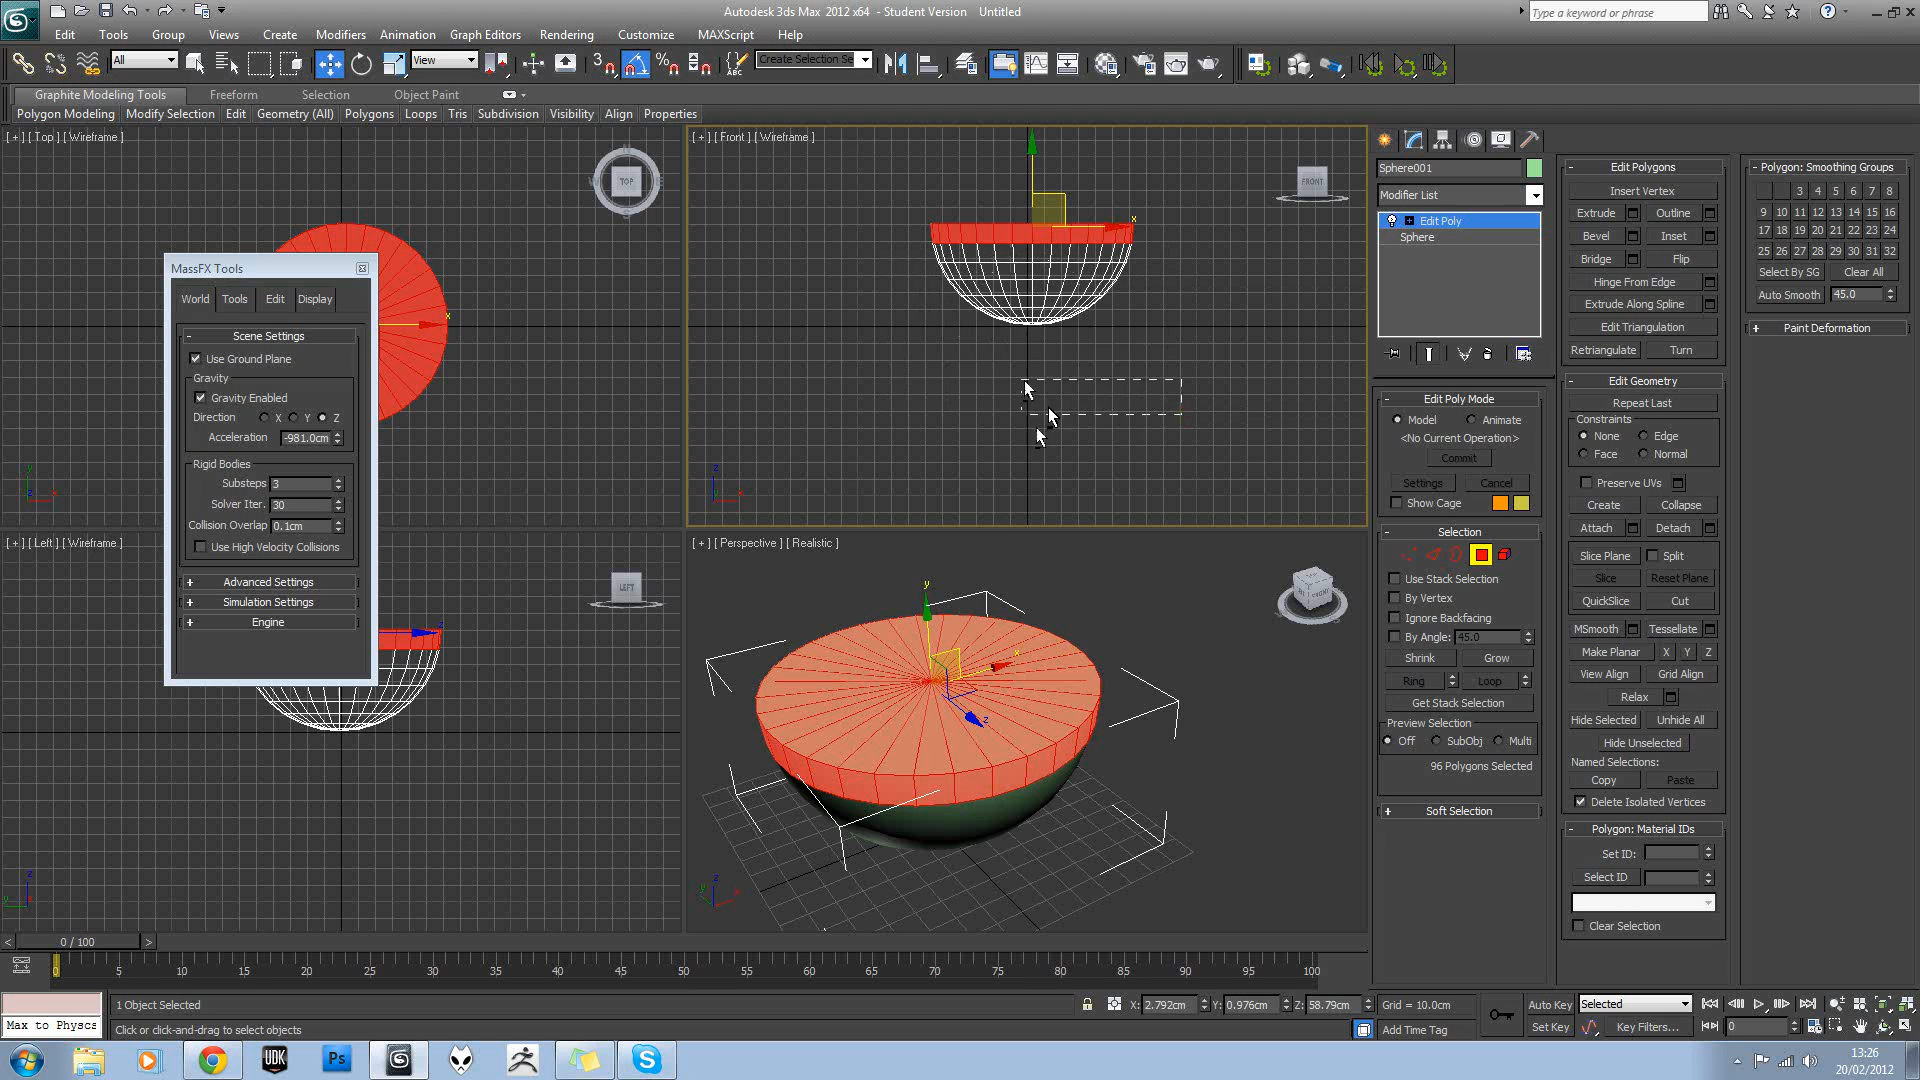 Autodesk 3ds Max 2012 x64 - Student Version Untitled
Type a keyword or phrase
Edit Tools Group Views Create Modifiers Animation Graph Editors Rendering Customize MAXScript Help
All
View
Create Selection Se
Graphite Modeling Tools Freeform Selection Object Paint
Polygon Modeling Modify Selection Edit Geometry (All) Polygons Loops Tris Subdivision Visibility Align Properties
[ + ] [ Top ] [ Wireframe ]
TOP
[ + ] [ Front ] [ Wireframe ]
FRONT
[ + ] [ Left ] [ Wireframe ]
LEFT
[ + ] [ Perspective ] [ Realistic ]
MassFX Tools
World Tools Edit Display
- Scene Settings
Use Ground Plane
Gravity
Gravity Enabled
Direction X Y Z
Acceleration -981.0cm
Rigid Bodies
Substeps 3
Solver Iter. 30
Collision Overlap 0.1cm
Use High Velocity Collisions
+ Advanced Settings
+ Simulation Settings
+ Engine
Sphere001
Modifier List
Edit Poly
Sphere
- Edit Poly Mode
Model Animate
<No Current Operation>
Commit
Settings Cancel
Show Cage
- Selection
Use Stack Selection
By Vertex
Ignore Backfacing
By Angle: 45.0
Shrink Grow
Ring Loop
Get Stack Selection
Preview Selection
Off SubObj Multi
96 Polygons Selected
+ Soft Selection
- Edit Polygons
Insert Vertex
Extrude Outline
Bevel Inset
Bridge Flip
Hinge From Edge
Extrude Along Spline
Edit Triangulation
Retriangulate Turn
- Edit Geometry
Repeat Last
Constraints
None Edge
Face Normal
Preserve UVs
Create Collapse
Attach Detach
Slice Plane Split
Slice Reset Plane
QuickSlice Cut
MSmooth Tessellate
Make Planar X Y Z
View Align Grid Align
Relax
Hide Selected Unhide All
Hide Unselected
Named Selections:
Copy Paste
Delete Isolated Vertices
- Polygon: Material IDs
Set ID:
Select ID
Clear Selection
- Polygon: Smoothing Groups
3 4 5 6 7 8
9 10 11 12 13 14 15 16
17 18 19 20 21 22 23 24
25 26 27 28 29 30 31 32
Select By SG Clear All
Auto Smooth 45.0
+ Paint Deformation
< 0 / 100 >
0 5 10 15 20 25 30 35 40 45 50 55 60 65 70 75 80 85 90 95 100
1 Object Selected
X: 2.792cm Y: 0.976cm Z: 58.79cm Grid = 10.0cm
Auto Key Selected
Max to Physcs
Click or click-and-drag to select objects
Add Time Tag
Set Key Key Filters... 0
UDK
Ps
13:26
20/02/2012